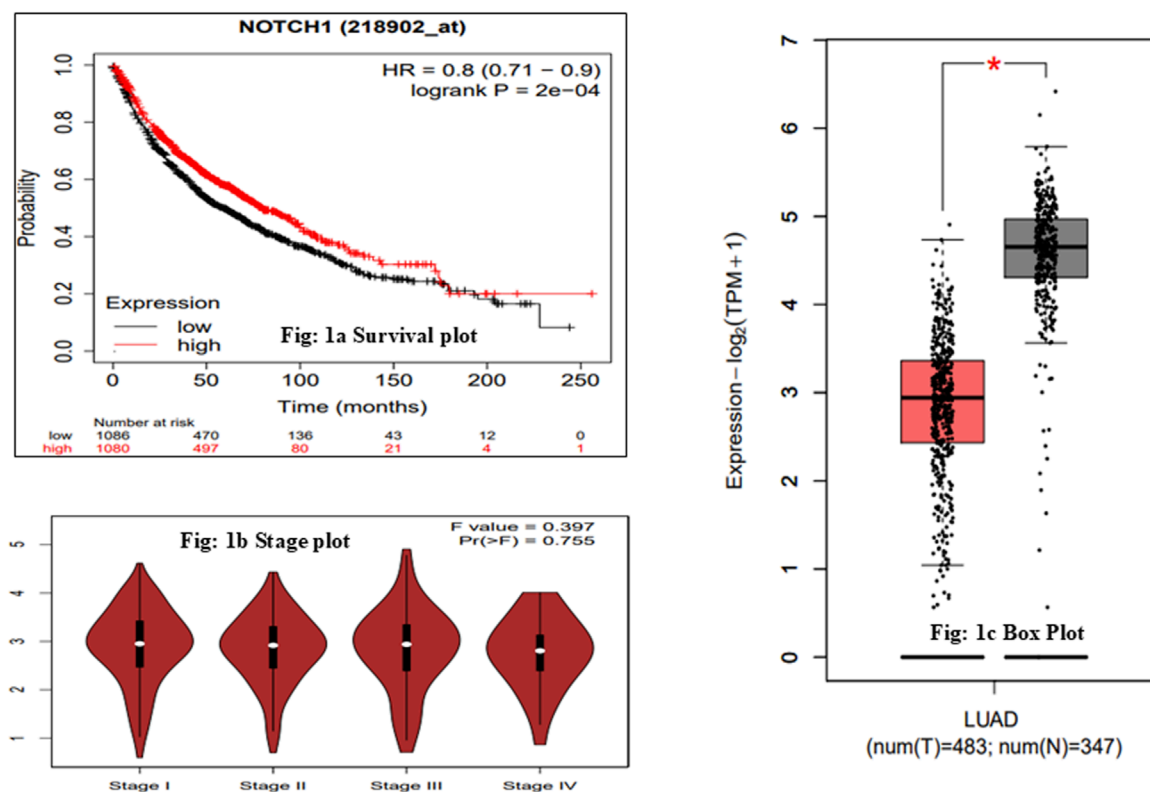 NOTCH1 (218902_at)
HR = 0.8 (0.71 − 0.9)
logrank P = 2e−04
Probability
1.0
0.8
0.6
0.4
0.2
0.0
Expression
low
high
Fig: 1a Survival plot
0 50 100 150 200 250
Time (months)
Number at risk
low 1086 470 136 43 12 0
high 1080 497 80 21 4 1
Fig: 1b Stage plot
F value = 0.397
Pr(>F) = 0.755
5
4
3
2
1
Stage I Stage II Stage III Stage IV
Expression − log2(TPM + 1)
7
6
5
4
3
2
1
0
*
Fig: 1c Box Plot
LUAD
(num(T)=483; num(N)=347)